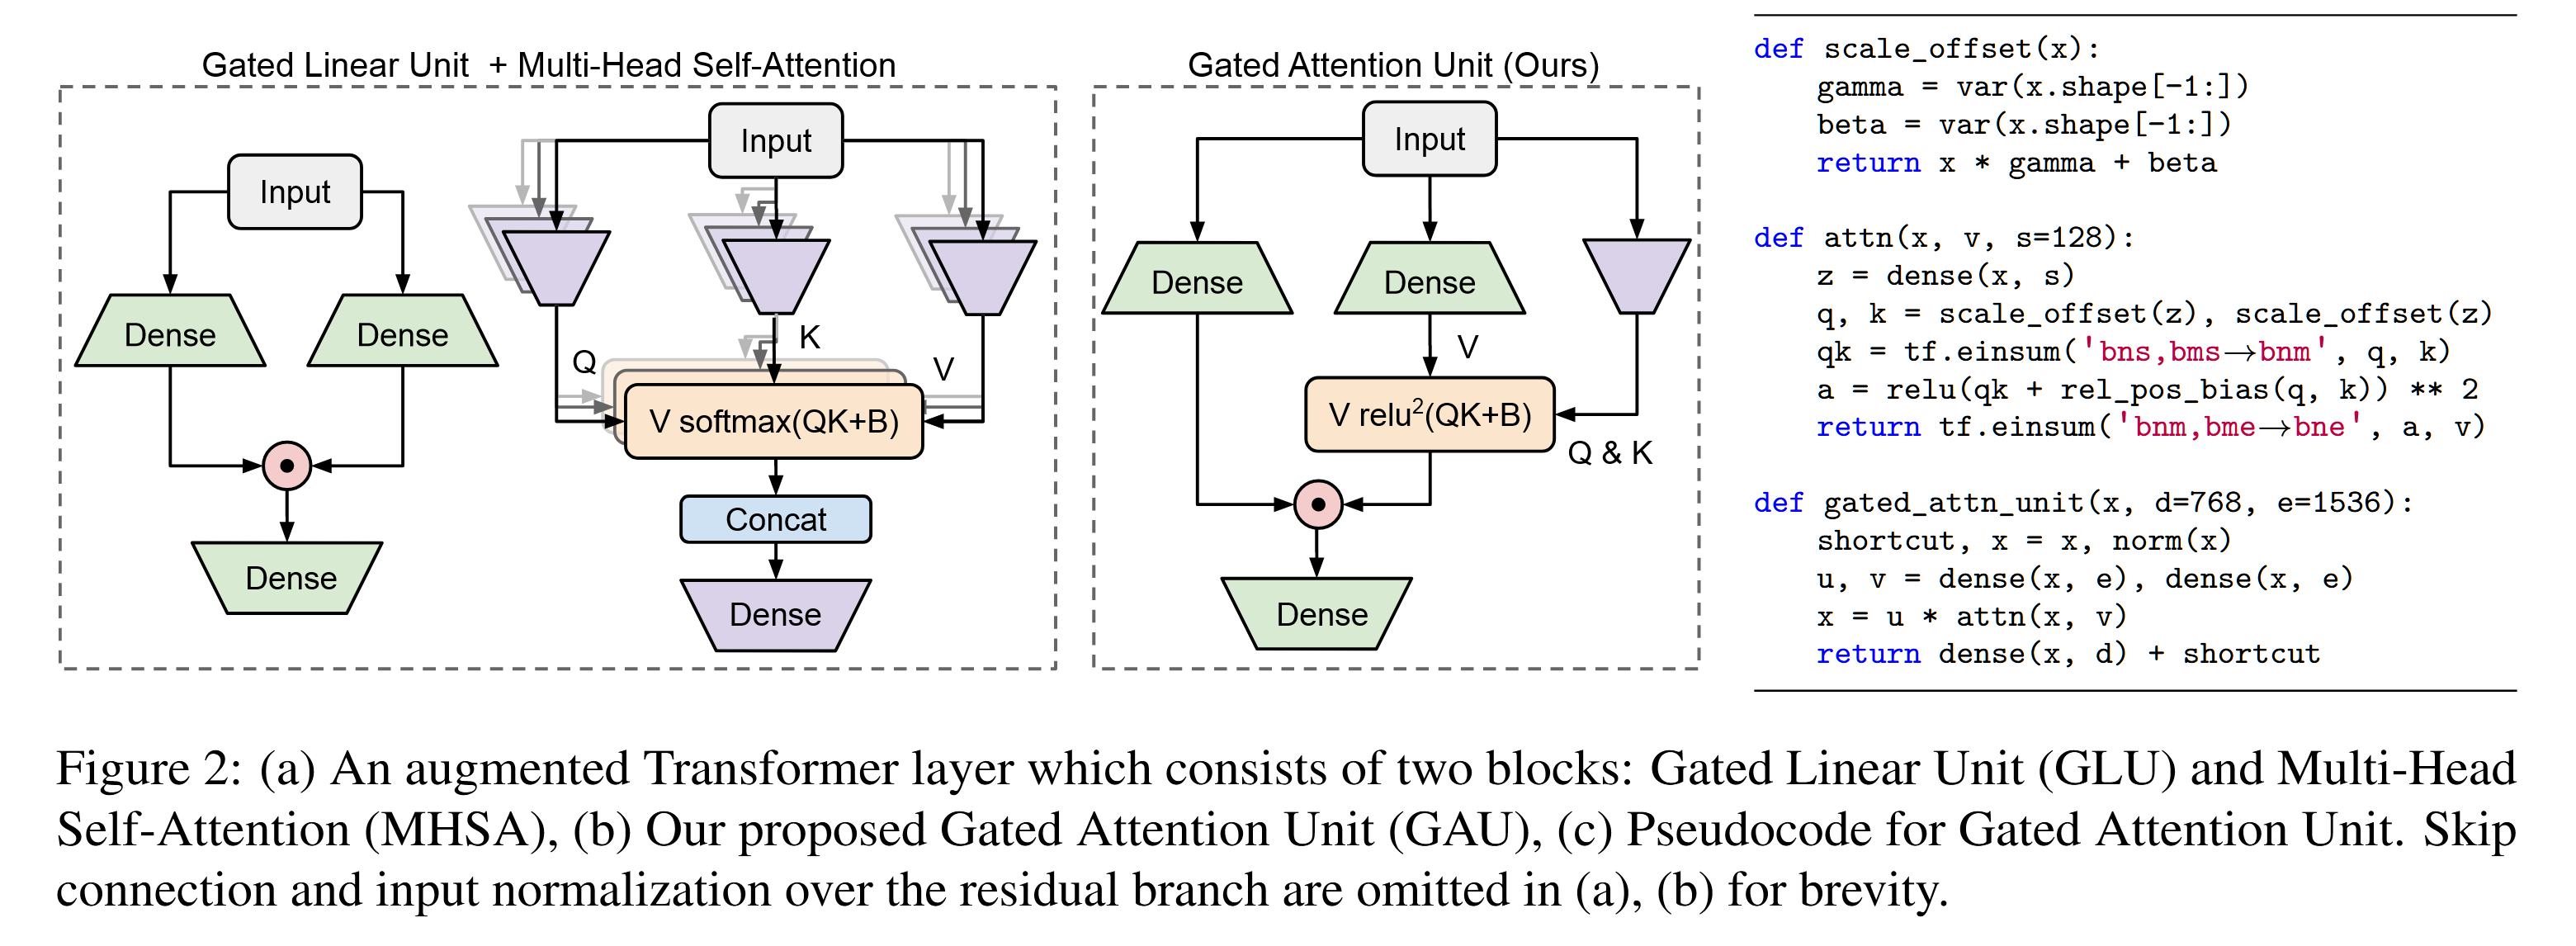 Gated Linear Unit + Multi-Head Self-Attention
Input
Dense
Dense
Dense
Input
Q
K
V
V softmax(QK+B)
Concat
Dense
Gated Attention Unit (Ours)
Input
Dense
Dense
V
V relu²(QK+B)
Q & K
Dense
def scale_offset(x):
    gamma = var(x.shape[-1:])
    beta = var(x.shape[-1:])
    return x * gamma + beta
def attn(x, v, s=128):
    z = dense(x, s)
    q, k = scale_offset(z), scale_offset(z)
    qk = tf.einsum('bns,bms→bnm', q, k)
    a = relu(qk + rel_pos_bias(q, k)) ** 2
    return tf.einsum('bnm,bme→bne', a, v)
def gated_attn_unit(x, d=768, e=1536):
    shortcut, x = x, norm(x)
    u, v = dense(x, e), dense(x, e)
    x = u * attn(x, v)
    return dense(x, d) + shortcut
Figure 2: (a) An augmented Transformer layer which consists of two blocks: Gated Linear Unit (GLU) and Multi-Head
Self-Attention (MHSA), (b) Our proposed Gated Attention Unit (GAU), (c) Pseudocode for Gated Attention Unit. Skip
connection and input normalization over the residual branch are omitted in (a), (b) for brevity.